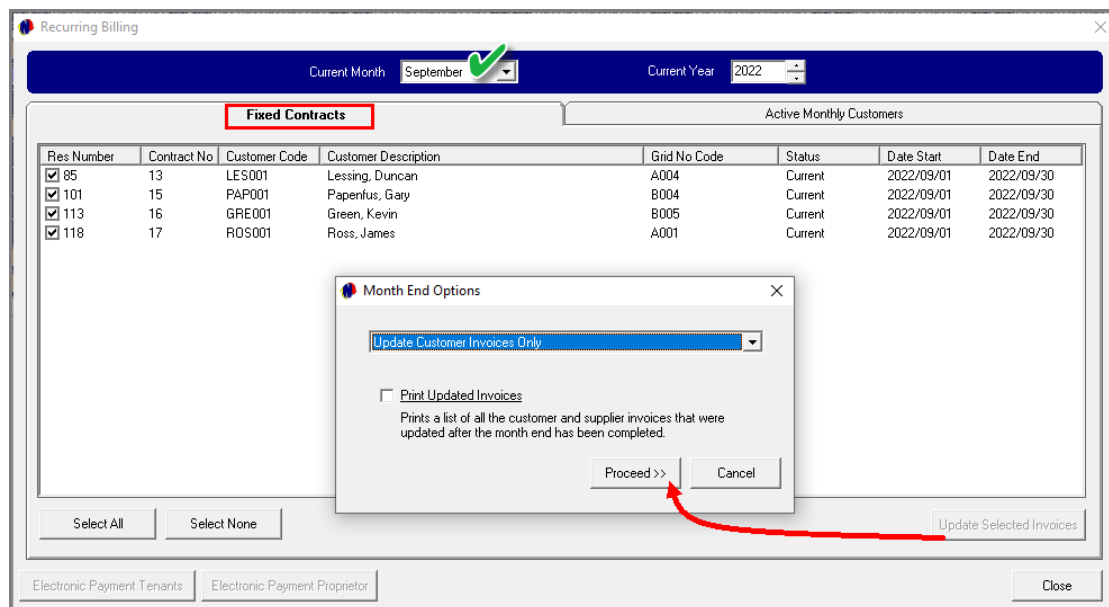 Recurring Billing
Current Month September Current Year 2022
Fixed Contracts Active Monthly Customers
Res Number Contract No Customer Code Customer Description Grid No Code Status Date Start Date End
85 13 LES001 Lessing, Duncan A004 Current 2022/09/01 2022/09/30
101 15 PAP001 Papenfus, Gary B004 Current 2022/09/01 2022/09/30
113 16 GRE001 Green, Kevin B005 Current 2022/09/01 2022/09/30
118 17 ROS001 Ross, James A001 Current 2022/09/01 2022/09/30
Month End Options
Update Customer Invoices Only
Print Updated Invoices
Prints a list of all the customer and supplier invoices that were
updated after the month end has been completed.
Proceed >> Cancel
Select All Select None Update Selected Invoices
Electronic Payment Tenants Electronic Payment Proprietor Close